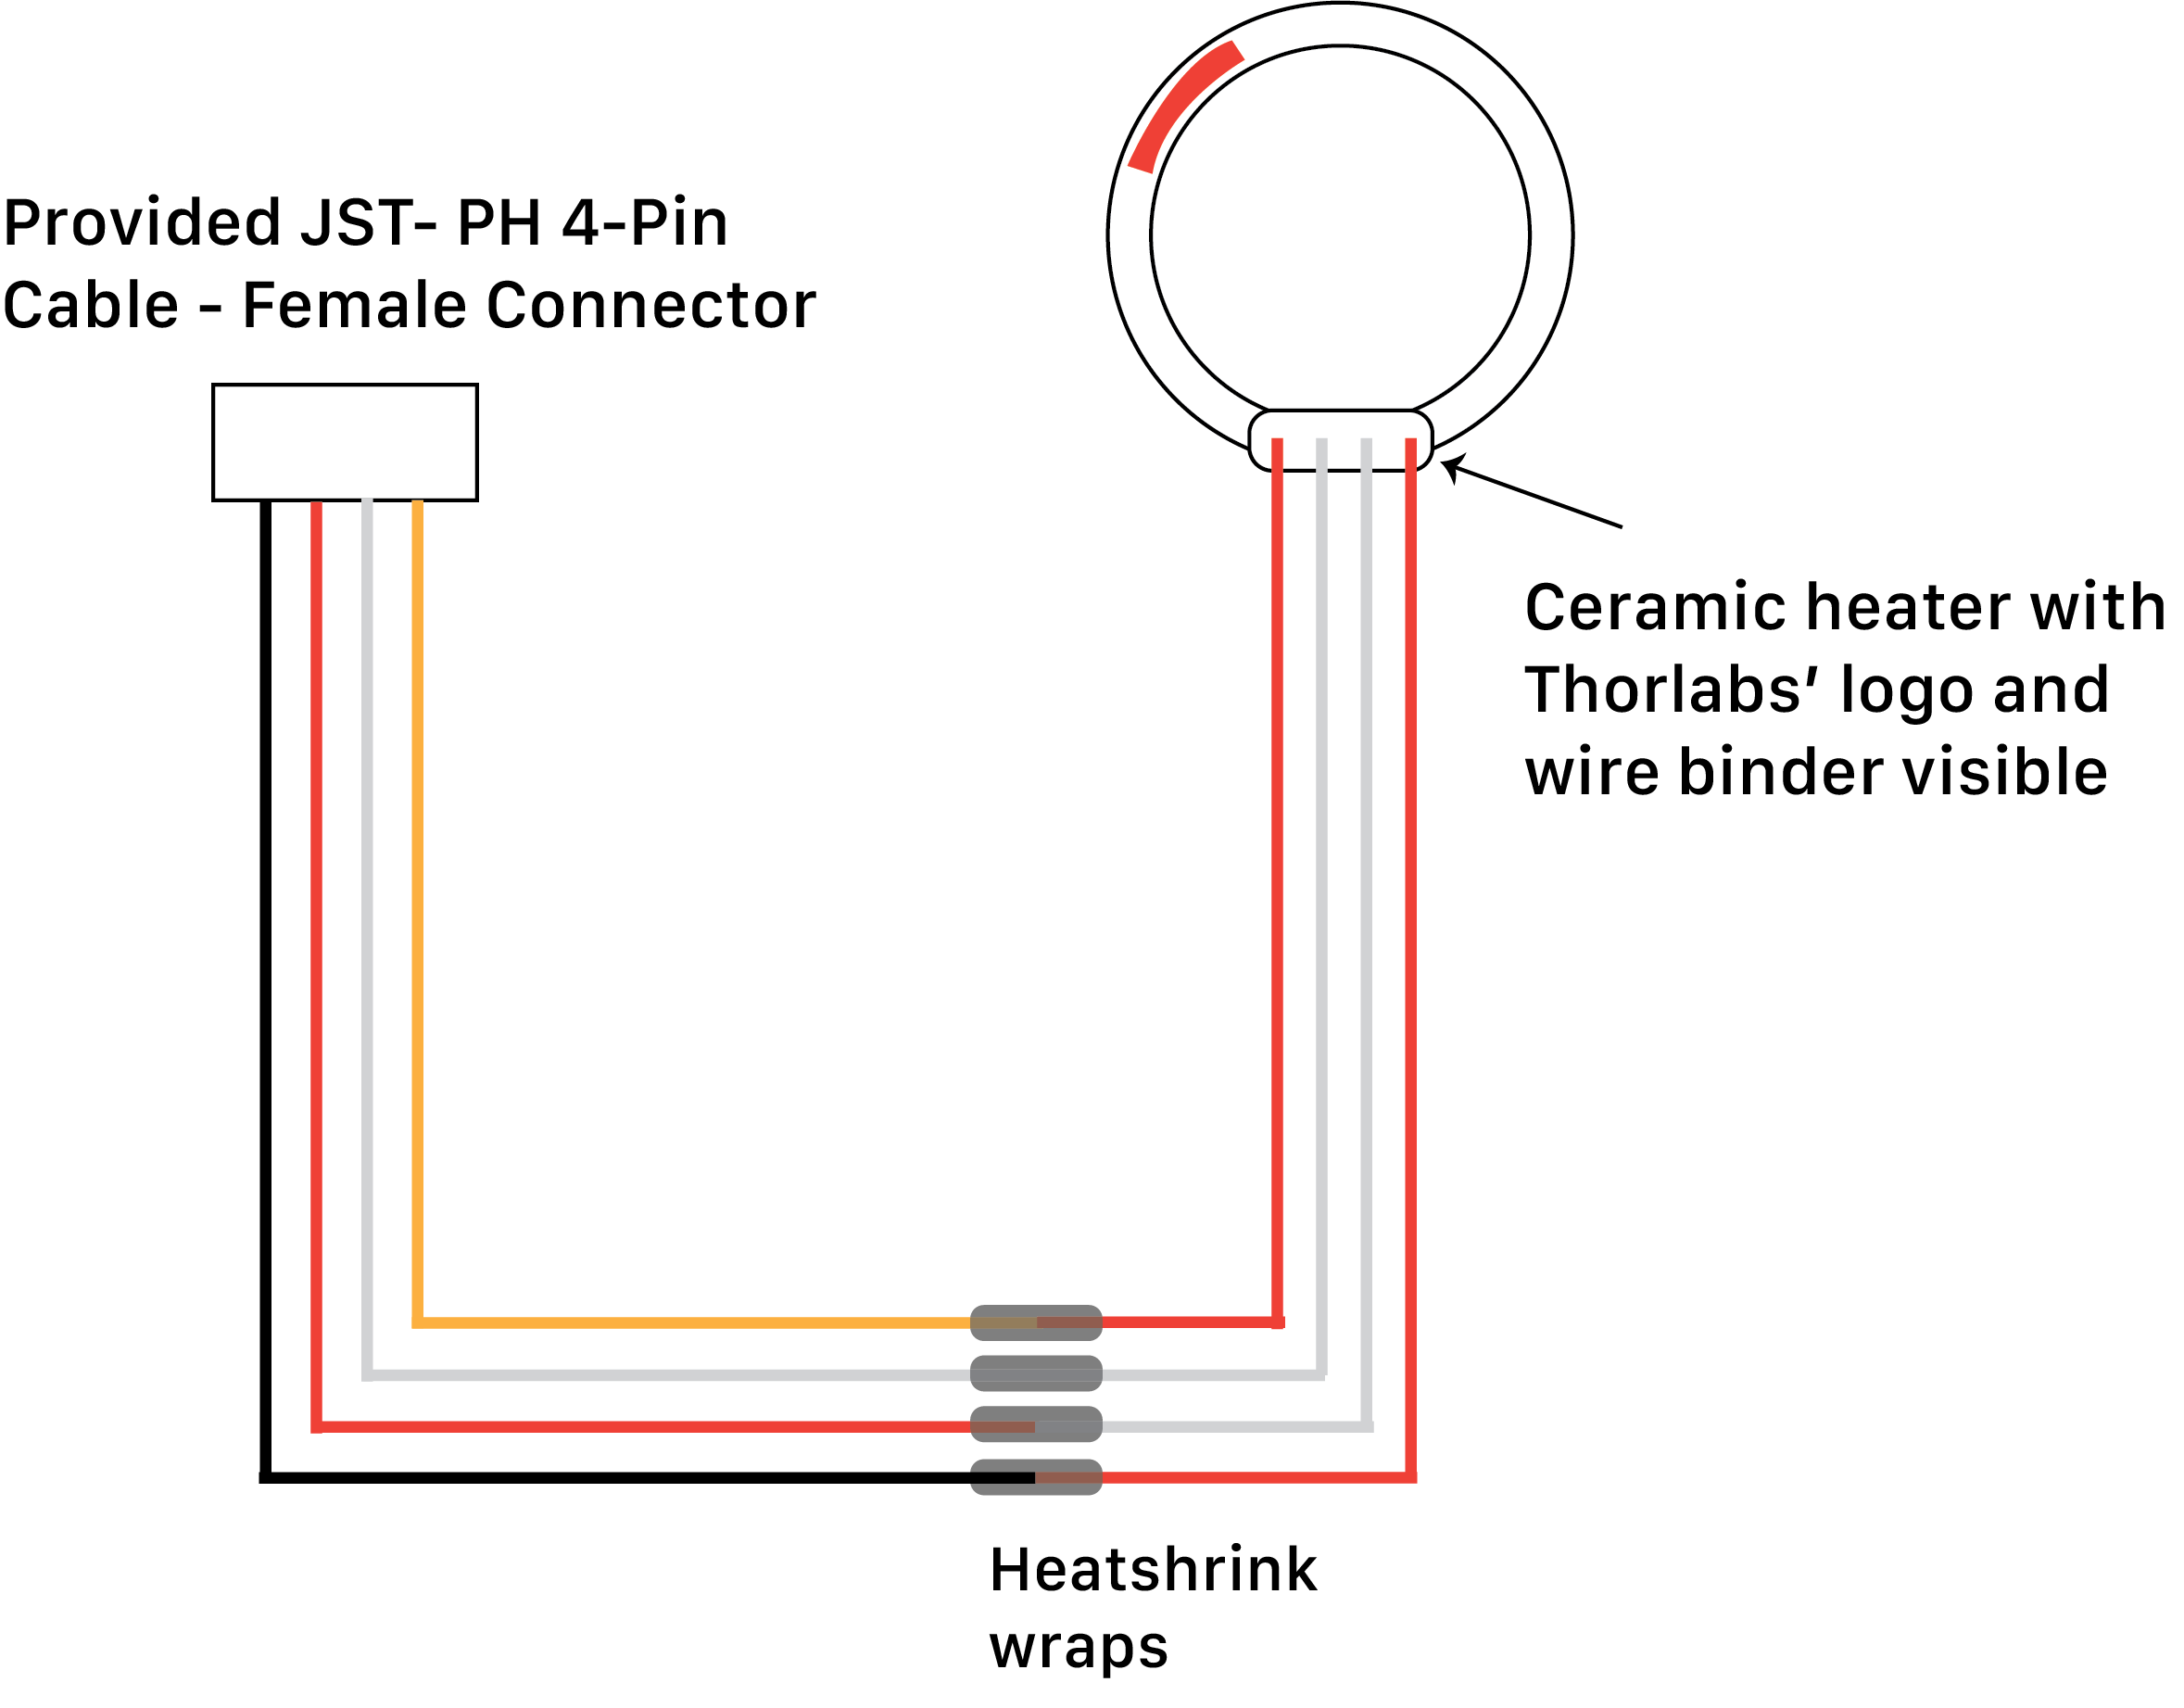 Provided JST- PH 4-Pin
Cable - Female Connector
Ceramic heater with
Thorlabs' logo and
wire binder visible
Heatshrink
wraps